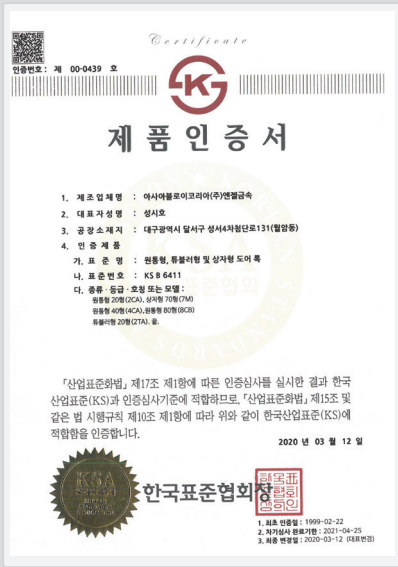 Certificate
인증번호 : 제 00-0439 호
제품인증서
1. 제조업체명 : 아사아블로이코리아(주)엔젤금속
2. 대표자성명 : 성시호
3. 공장소재지 : 대구광역시 달서구 성서4차첨단로131(월암동)
4. 인증제품
가. 표준명 : 원통형, 튜블러형 및 상자형 도어 록
나. 표준번호 : KS B 6411
다. 종류·등급·호칭 또는 모델 :
원통형 20형(2CA), 상자형 70형(7M)
원통형 40형(4CA),원통형 80형(8CB)
튜블러형 20형(2TA). 끝.
「산업표준화법」제17조 제1항에 따른 인증심사를 실시한 결과 한국
산업표준(KS)과 인증심사기준에 적합하므로, 「산업표준화법」제15조 및
같은 법 시행규칙 제10조 제1항에 따라 위와 같이 한국산업표준(KS)에
적합함을 인증합니다.
2020 년 03 월 12 일
KSA
한국표준협회장
1. 최초 인증일 : 1999-02-22
2. 차기심사 완료기한 : 2021-04-25
3. 최종 변경일 : 2020-03-12 (대표변경)